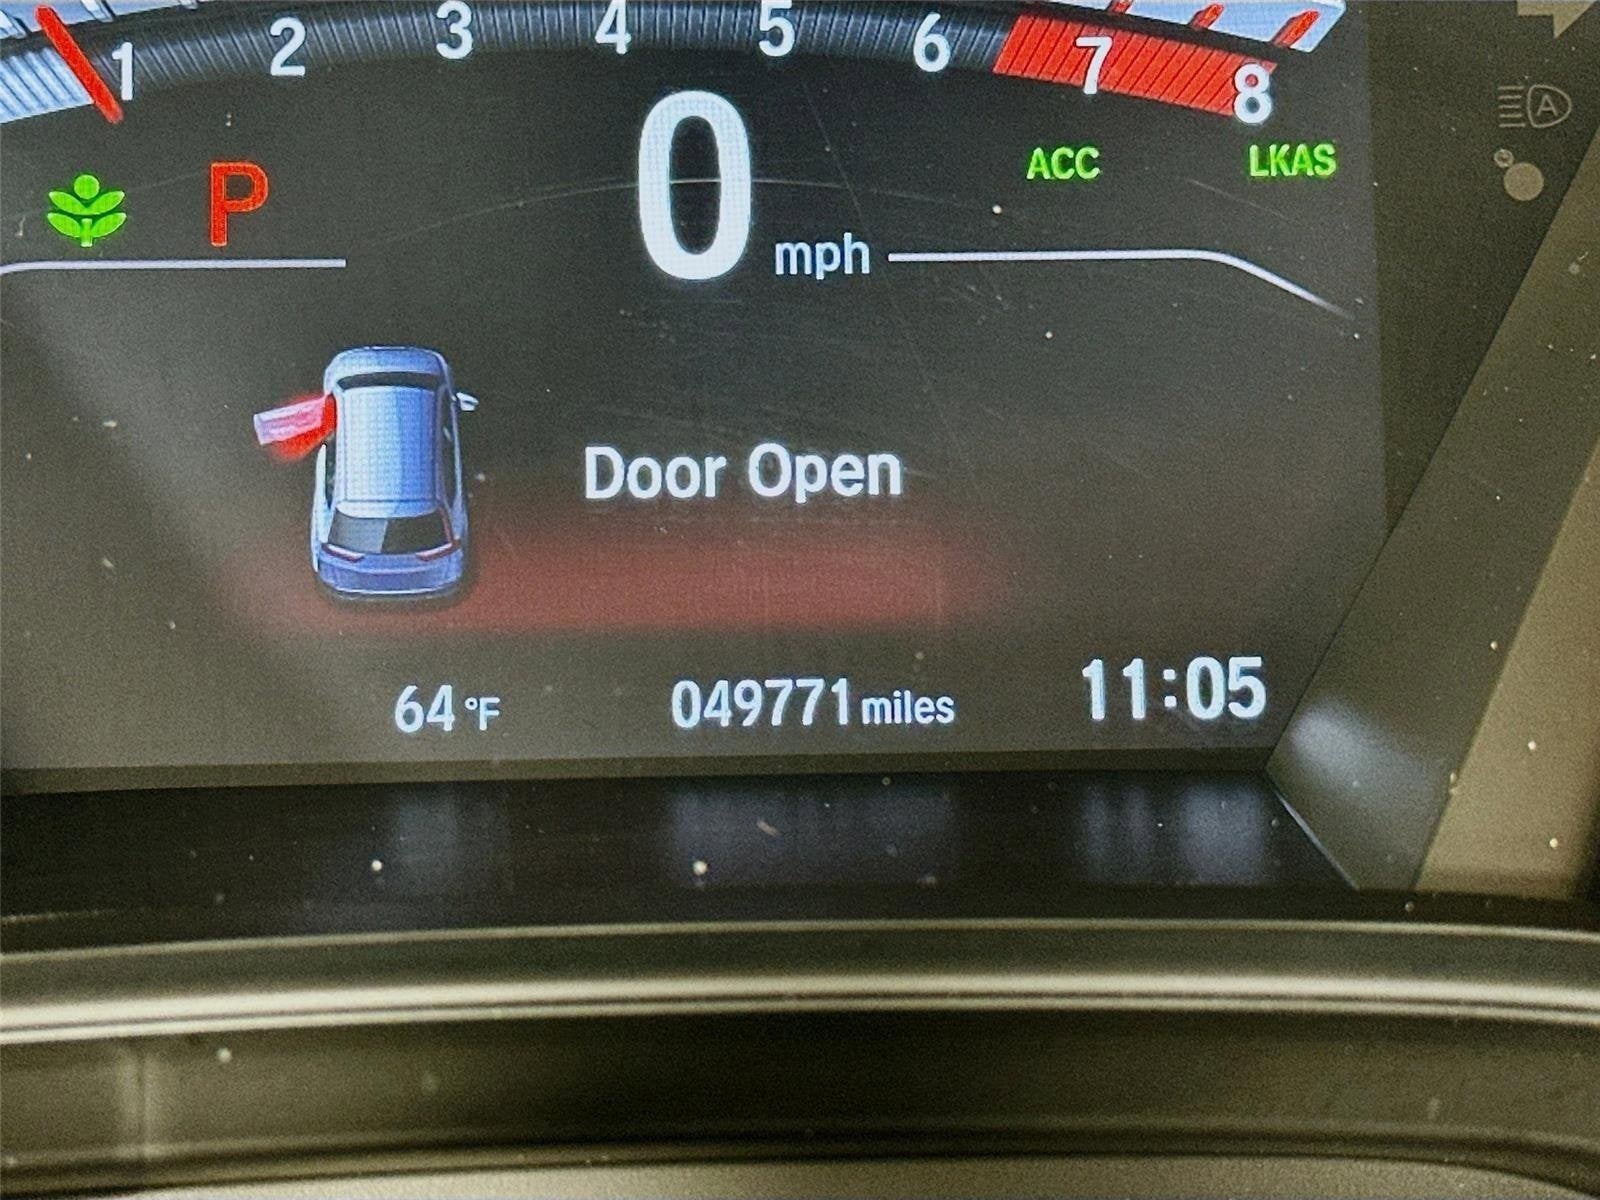 1 2 3 4 5 6 7 8
P 0 mph ACC LKAS
A
Door Open
64 °F 049771 miles 11:05